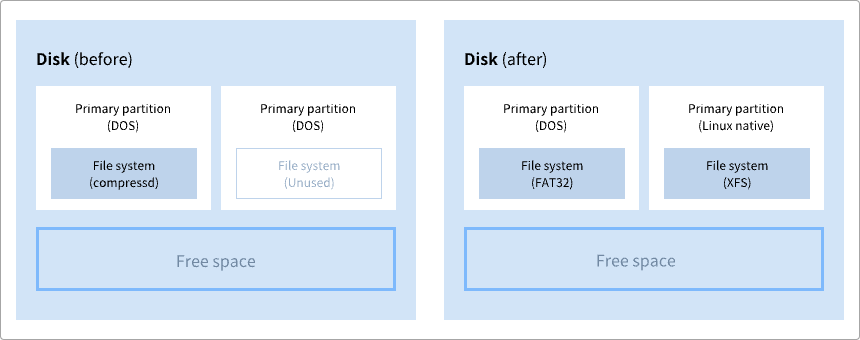 Disk (before)
Primary partition
(DOS)
File system
(compressd)
Primary partition
(DOS)
File system
(Unused)
Free space
Disk (after)
Primary partition
(DOS)
File system
(FAT32)
Primary partition
(Linux native)
File system
(XFS)
Free space